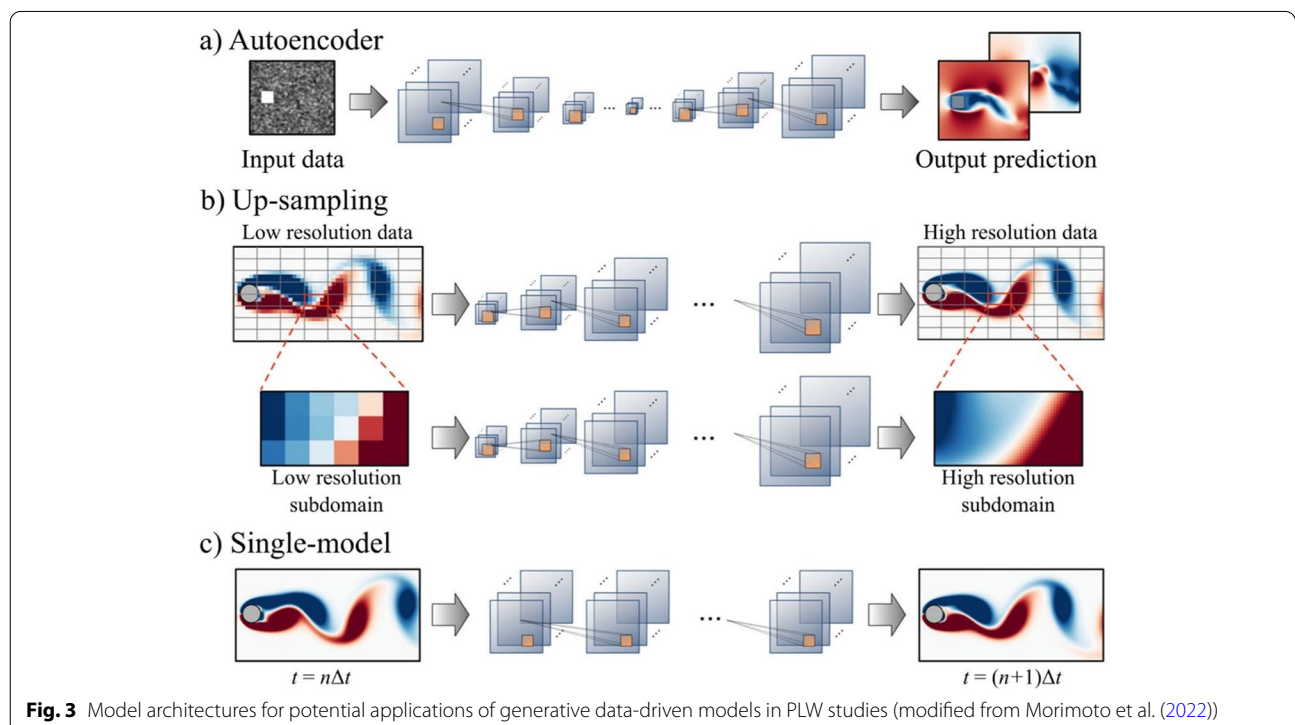 a) Autoencoder
Input data
Output prediction
b) Up-sampling
Low resolution data
High resolution data
Low resolution
subdomain
High resolution
subdomain
c) Single-model
t = nΔt
t = (n+1)Δt
Fig. 3 Model architectures for potential applications of generative data-driven models in PLW studies (modified from Morimoto et al. (2022))